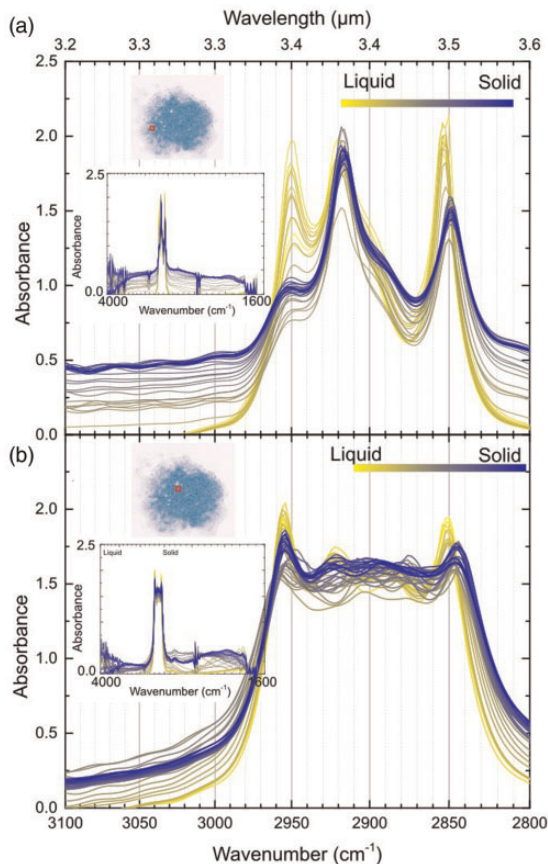 Wavelength (µm)
3.2 3.3 3.3 3.4 3.4 3.5 3.6
(a)
Liquid Solid
2.5
2.0
1.5
1.0
0.5
0.0
Absorbance
2.5
0.0
Absorbance
4000 1600
Wavenumber (cm-1)
(b)
Liquid Solid
2.5
2.0
1.5
1.0
0.5
0.0
Absorbance
Liquid Solid
2.5
0.0
Absorbance
4000 1600
Wavenumber (cm-1)
3100 3050 3000 2950 2900 2850 2800
Wavenumber cm-1